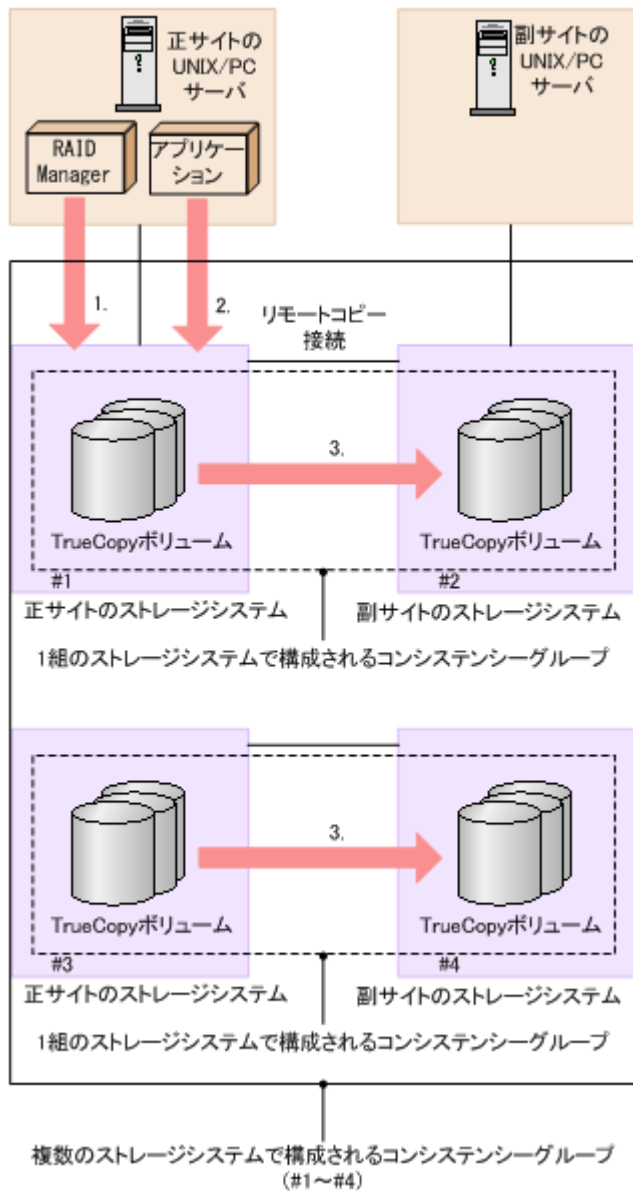 正サイトの
UNIX/PC
サーバ
副サイトの
UNIX/PC
サーバ
RAID
Manager
アプリケー
ション
1.
2.
リモートコピー
接続
3.
TrueCopyボリューム
TrueCopyボリューム
#1
#2
正サイトのストレージシステム
副サイトのストレージシステム
1組のストレージシステムで構成されるコンシステンシーグループ
3.
TrueCopyボリューム
TrueCopyボリューム
#3
#4
正サイトのストレージシステム
副サイトのストレージシステム
1組のストレージシステムで構成されるコンシステンシーグループ
複数のストレージシステムで構成されるコンシステンシーグループ
(#1～#4)